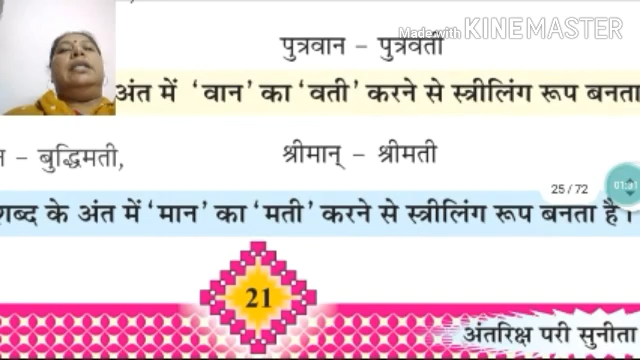 Made with KINEMASTER
पुत्रवान – पुत्रवती
अंत में ‘वान’ का ‘वती’ करने से स्त्रीलिंग रूप बनता
– बुद्धिमती, श्रीमान् – श्रीमती
25 / 72
शब्द के अंत में ‘मान’ का ‘मती’ करने से स्त्रीलिंग रूप बनता है।
21
अंतरिक्ष परी सुनीता